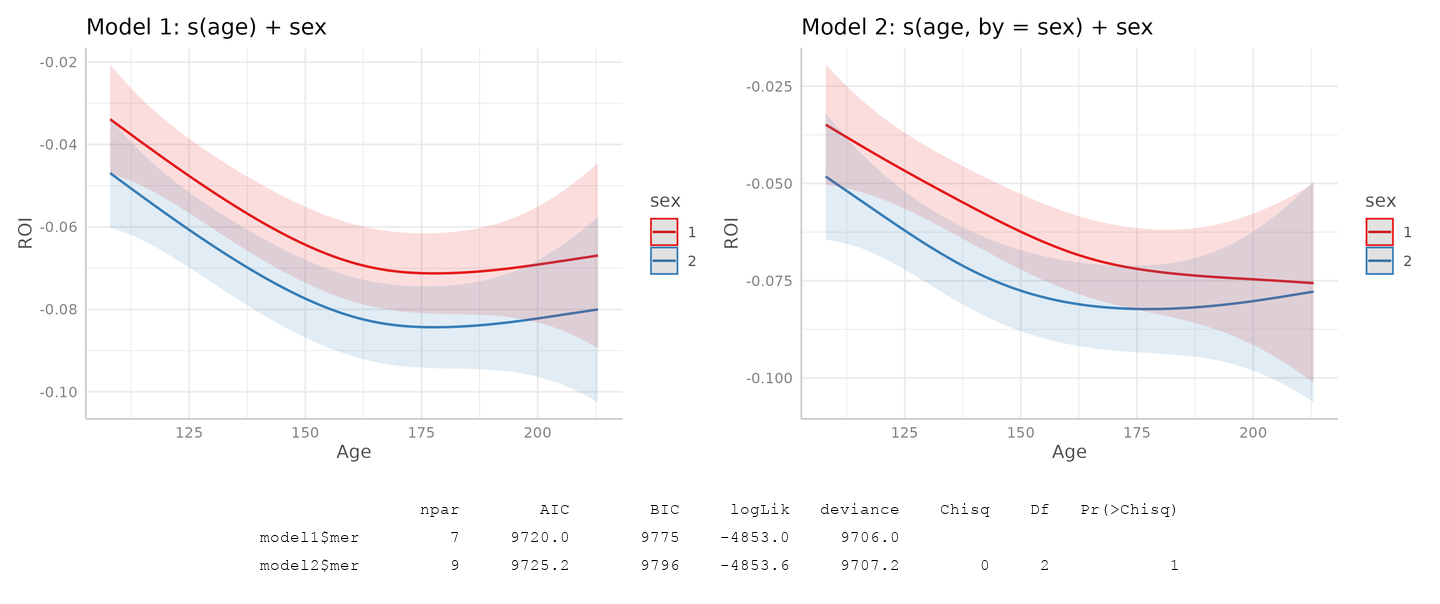 Model 1: s(age) + sex
-0.02
-0.04
-0.06
-0.08
-0.10
ROI
125 150 175 200
Age
sex
1
2
Model 2: s(age, by = sex) + sex
-0.025
-0.050
-0.075
-0.100
ROI
125 150 175 200
Age
sex
1
2
npar AIC BIC logLik deviance Chisq Df Pr(>Chisq)
model1$mer 7 9720.0 9775 -4853.0 9706.0
model2$mer 9 9725.2 9796 -4853.6 9707.2 0 2 1